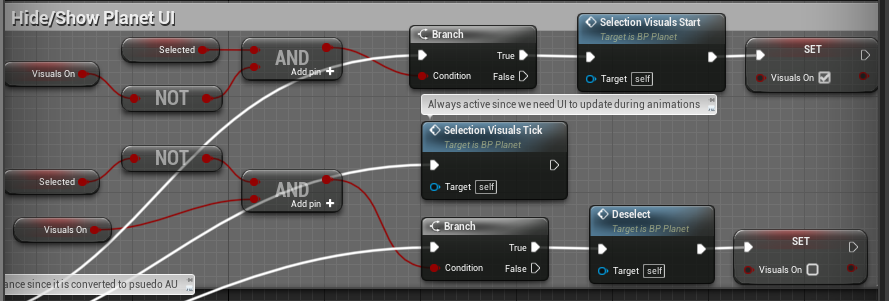 Hide/Show Planet UI
Selected
Visuals On
NOT
AND
Add pin +
Branch
True
Condition
False
Selection Visuals Start
Target is BP Planet
Target self
SET
Visuals On
Always active since we need UI to update during animations
Selection Visuals Tick
Target is BP Planet
Target self
NOT
Selected
Visuals On
AND
Add pin +
Branch
True
Condition
False
Deselect
Target is BP Planet
Target self
SET
Visuals On
ance since it is converted to psuedo AU